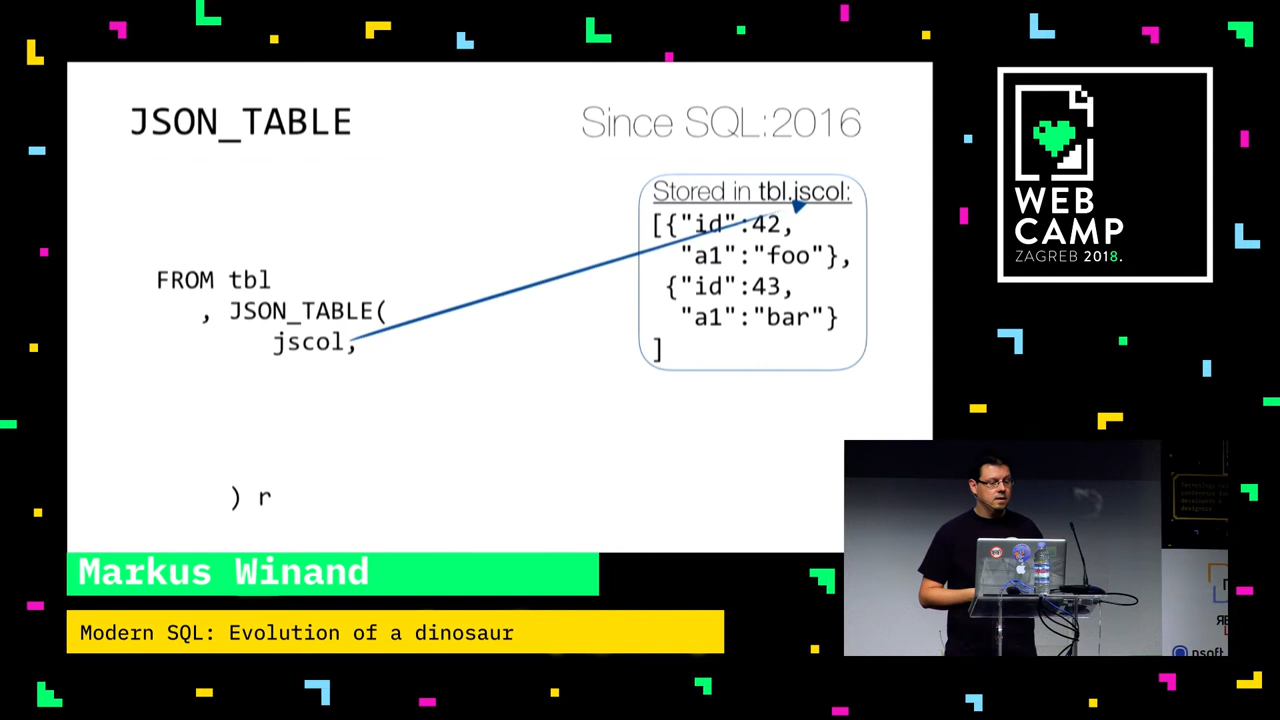 JSON_TABLE
Since SQL:2016
Stored in tbl.jscol:
[{"id":42,
"a1":"foo"},
{"id":43,
"a1":"bar"}
]
FROM tbl
, JSON_TABLE(
jscol,
) r
WEB
CAMP
ZAGREB 2018.
Markus Winand
Modern SQL: Evolution of a dinosaur
nsoft